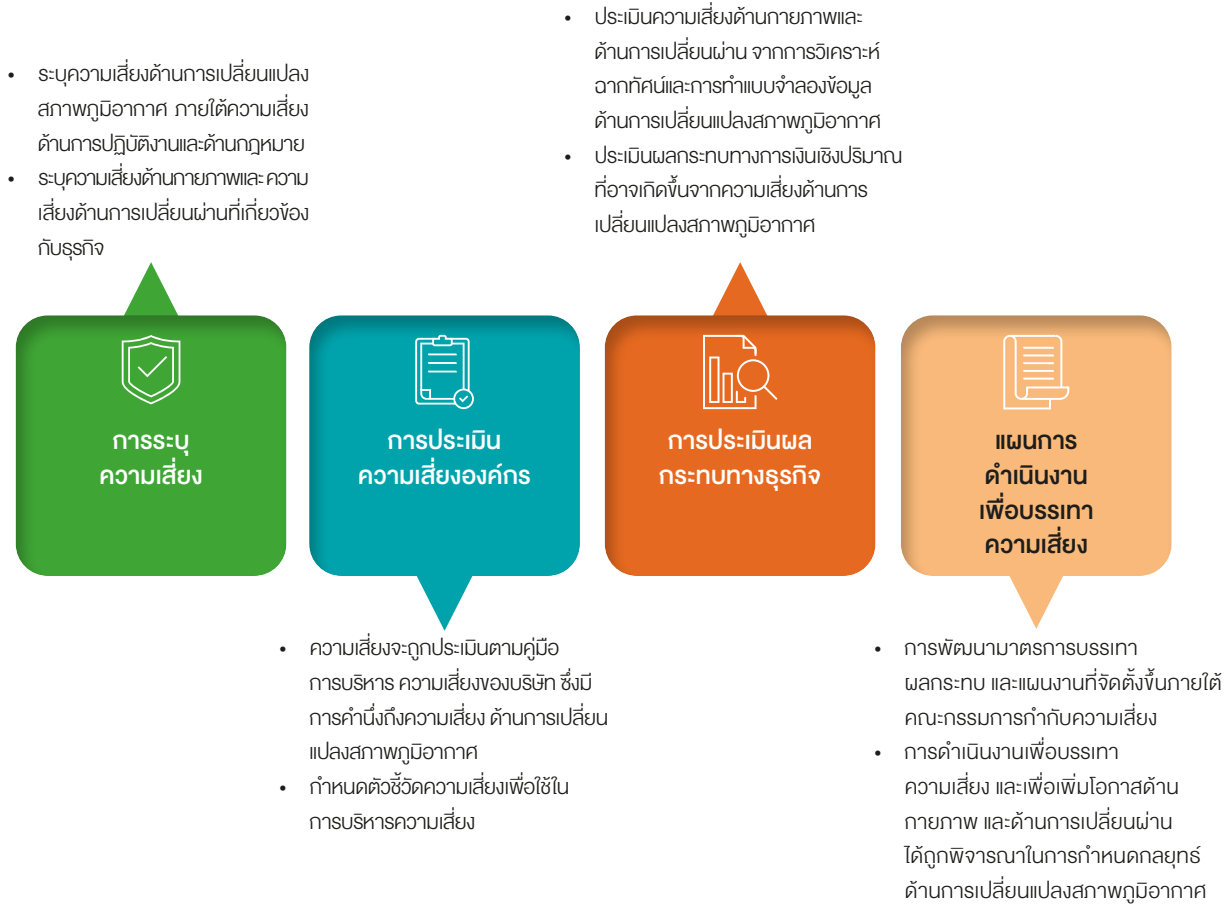 • ระบุความเสี่ยงด้านการเปลี่ยนแปลง
สภาพภูมิอากาศ ภายใต้ความเสี่ยง
ด้านการปฏิบัติงานและด้านกฎหมาย
• ระบุความเสี่ยงด้านกายภาพและความ
เสี่ยงด้านการเปลี่ยนผ่านที่เกี่ยวข้อง
กับธุรกิจ
• ประเมินความเสี่ยงด้านกายภาพและ
ด้านการเปลี่ยนผ่าน จากการวิเคราะห์
ฉากทัศน์และการทำแบบจำลองข้อมูล
ด้านการเปลี่ยนแปลงสภาพภูมิอากาศ
• ประเมินผลกระทบทางการเงินเชิงปริมาณ
ที่อาจเกิดขึ้นจากความเสี่ยงด้านการ
เปลี่ยนแปลงสภาพภูมิอากาศ
การระบุ
ความเสี่ยง
การประเมิน
ความเสี่ยงองค์กร
การประเมินผล
กระทบทางธุรกิจ
แผนการ
ดำเนินงาน
เพื่อบรรเทา
ความเสี่ยง
• ความเสี่ยงจะถูกประเมินตามคู่มือ
การบริหาร ความเสี่ยงของบริษัท ซึ่งมี
การคำนึงถึงความเสี่ยง ด้านการเปลี่ยน
แปลงสภาพภูมิอากาศ
• กำหนดตัวชี้วัดความเสี่ยงเพื่อใช้ใน
การบริหารความเสี่ยง
• การพัฒนามาตรการบรรเทา
ผลกระทบ และแผนงานที่จัดตั้งขึ้นภายใต้
คณะกรรมการกำกับความเสี่ยง
• การดำเนินงานเพื่อบรรเทา
ความเสี่ยง และเพื่อเพิ่มโอกาสด้าน
กายภาพ และด้านการเปลี่ยนผ่าน
ได้ถูกพิจารณาในการกำหนดกลยุทธ์
ด้านการเปลี่ยนแปลงสภาพภูมิอากาศ